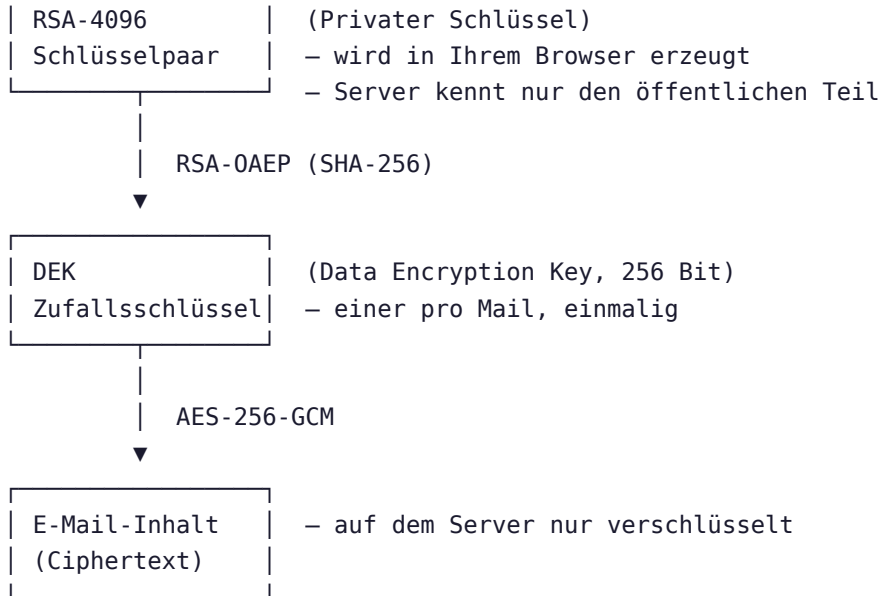 RSA-4096 (Privater Schlüssel)
Schlüsselpaar – wird in Ihrem Browser erzeugt
– Server kennt nur den öffentlichen Teil
RSA-OAEP (SHA-256)
DEK (Data Encryption Key, 256 Bit)
Zufallsschlüssel – einer pro Mail, einmalig
AES-256-GCM
E-Mail-Inhalt – auf dem Server nur verschlüsselt
(Ciphertext)